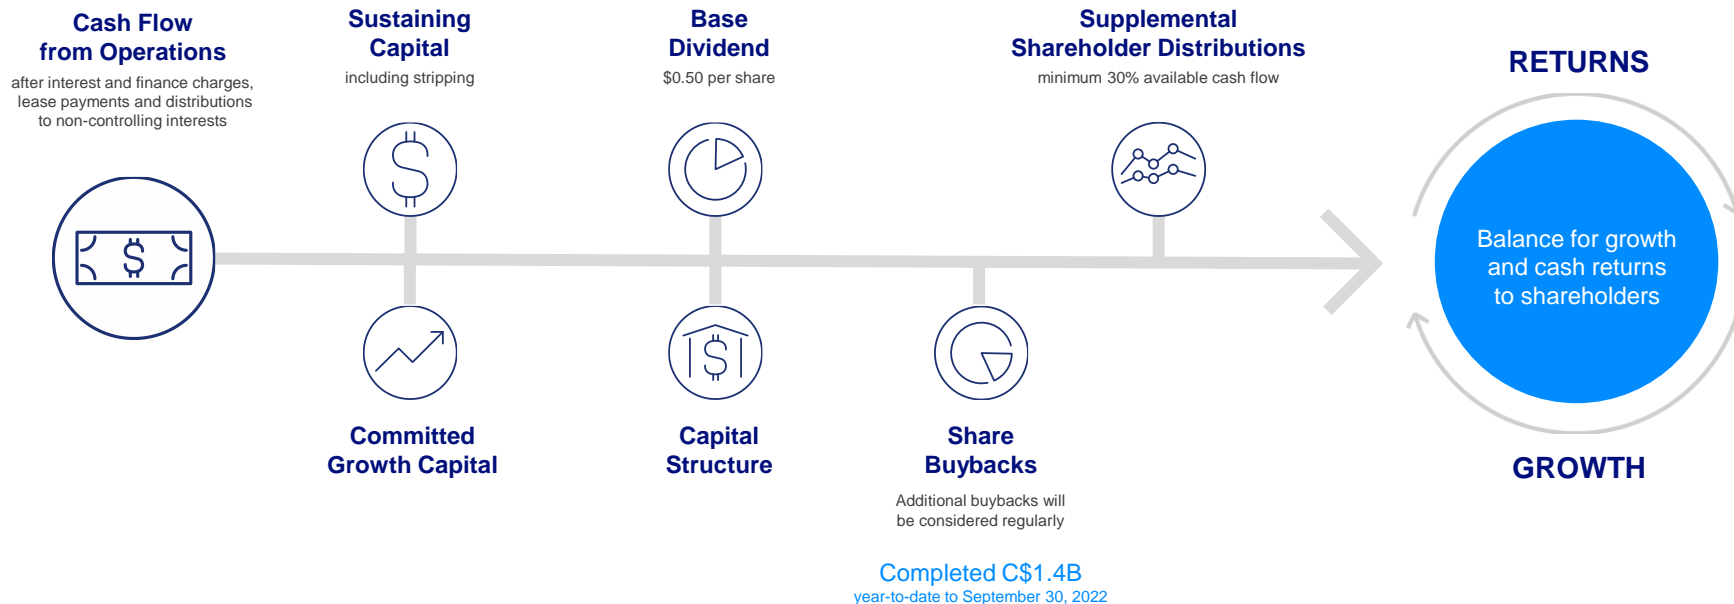 Cash Flow
from Operations
after interest and finance charges,
lease payments and distributions
to non-controlling interests
Sustaining
Capital
including stripping
Base
Dividend
$0.50 per share
Supplemental
Shareholder Distributions
minimum 30% available cash flow
RETURNS
Balance for growth
and cash returns
to shareholders
GROWTH
Committed
Growth Capital
Capital
Structure
Share
Buybacks
Additional buybacks will
be considered regularly
Completed C$1.4B
year-to-date to September 30, 2022